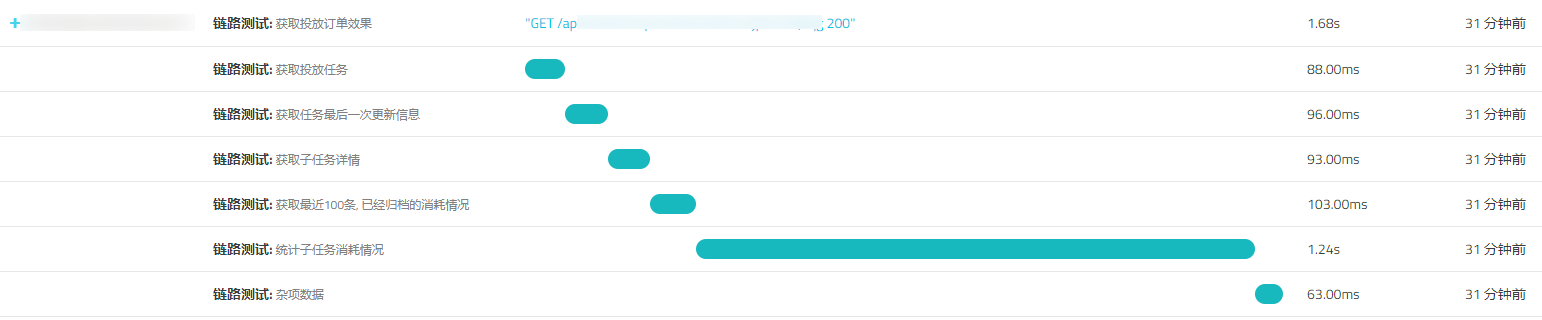 + 链路测试: 获取投放订单效果 "GET /ap 200" 1.68s 31 分钟前
链路测试: 获取投放任务 88.00ms 31 分钟前
链路测试: 获取任务最后一次更新信息 96.00ms 31 分钟前
链路测试: 获取子任务详情 93.00ms 31 分钟前
链路测试: 获取最近100条, 已经归档的消耗情况 103.00ms 31 分钟前
链路测试: 统计子任务消耗情况 1.24s 31 分钟前
链路测试: 杂项数据 63.00ms 31 分钟前